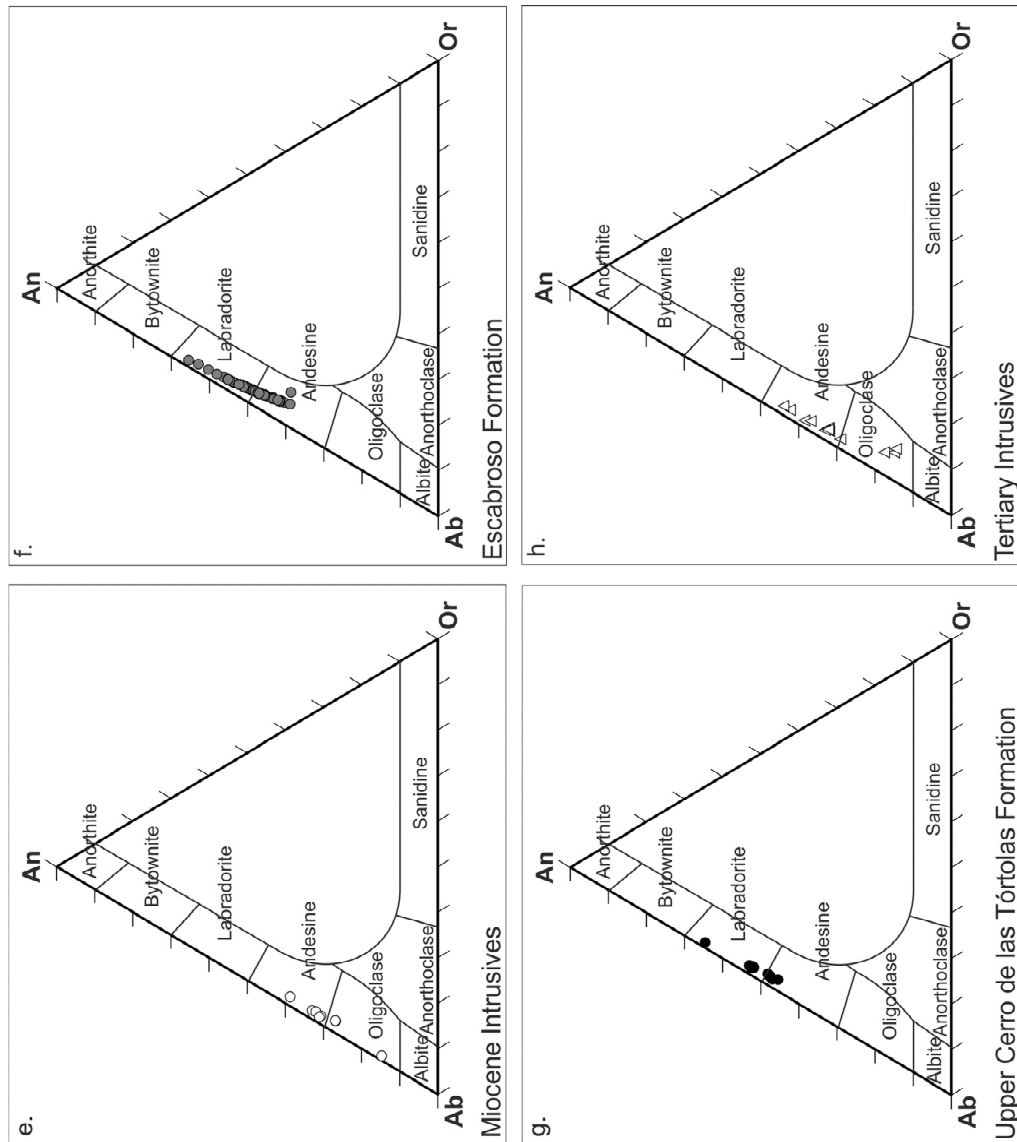 e.
An
Anorthite
Bytownite
Labradorite
Andesine
Oligoclase
Albite
Anorthoclase
Sanidine
Ab
Or
Miocene Intrusives
f.
An
Anorthite
Bytownite
Labradorite
Andesine
Oligoclase
Albite
Anorthoclase
Sanidine
Ab
Or
Escabroso Formation
g.
An
Anorthite
Bytownite
Labradorite
Andesine
Oligoclase
Albite
Anorthoclase
Sanidine
Ab
Or
Upper Cerro de las Tórtolas Formation
h.
An
Anorthite
Bytownite
Labradorite
Andesine
Oligoclase
Albite
Anorthoclase
Sanidine
Ab
Or
Tertiary Intrusives